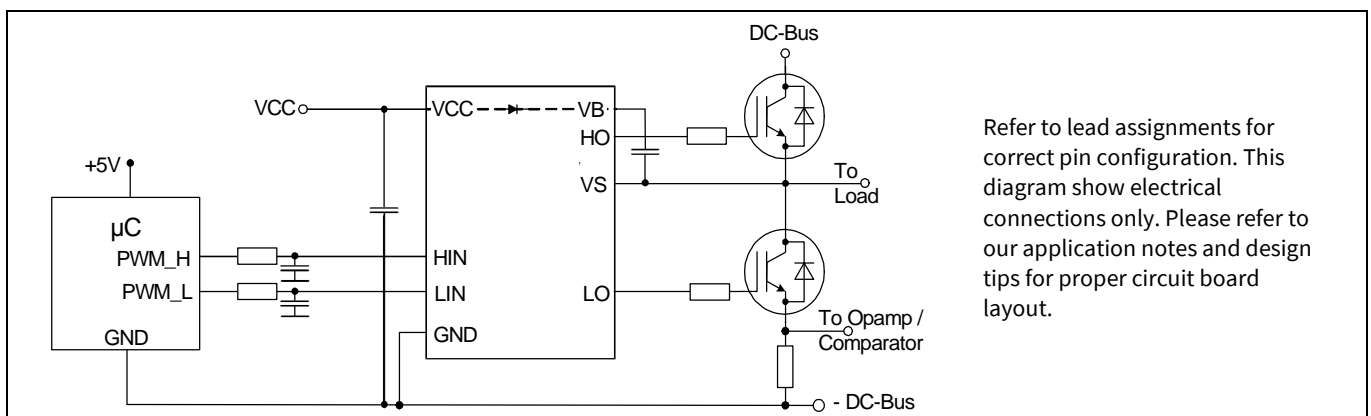 DC-Bus
VCC
VCC
VB
HO
+5V
VS
To
Load
µC
PWM_H
HIN
PWM_L
LIN
LO
GND
GND
To Opamp /
Comparator
- DC-Bus
Refer to lead assignments for
correct pin configuration. This
diagram show electrical
connections only. Please refer to
our application notes and design
tips for proper circuit board
layout.